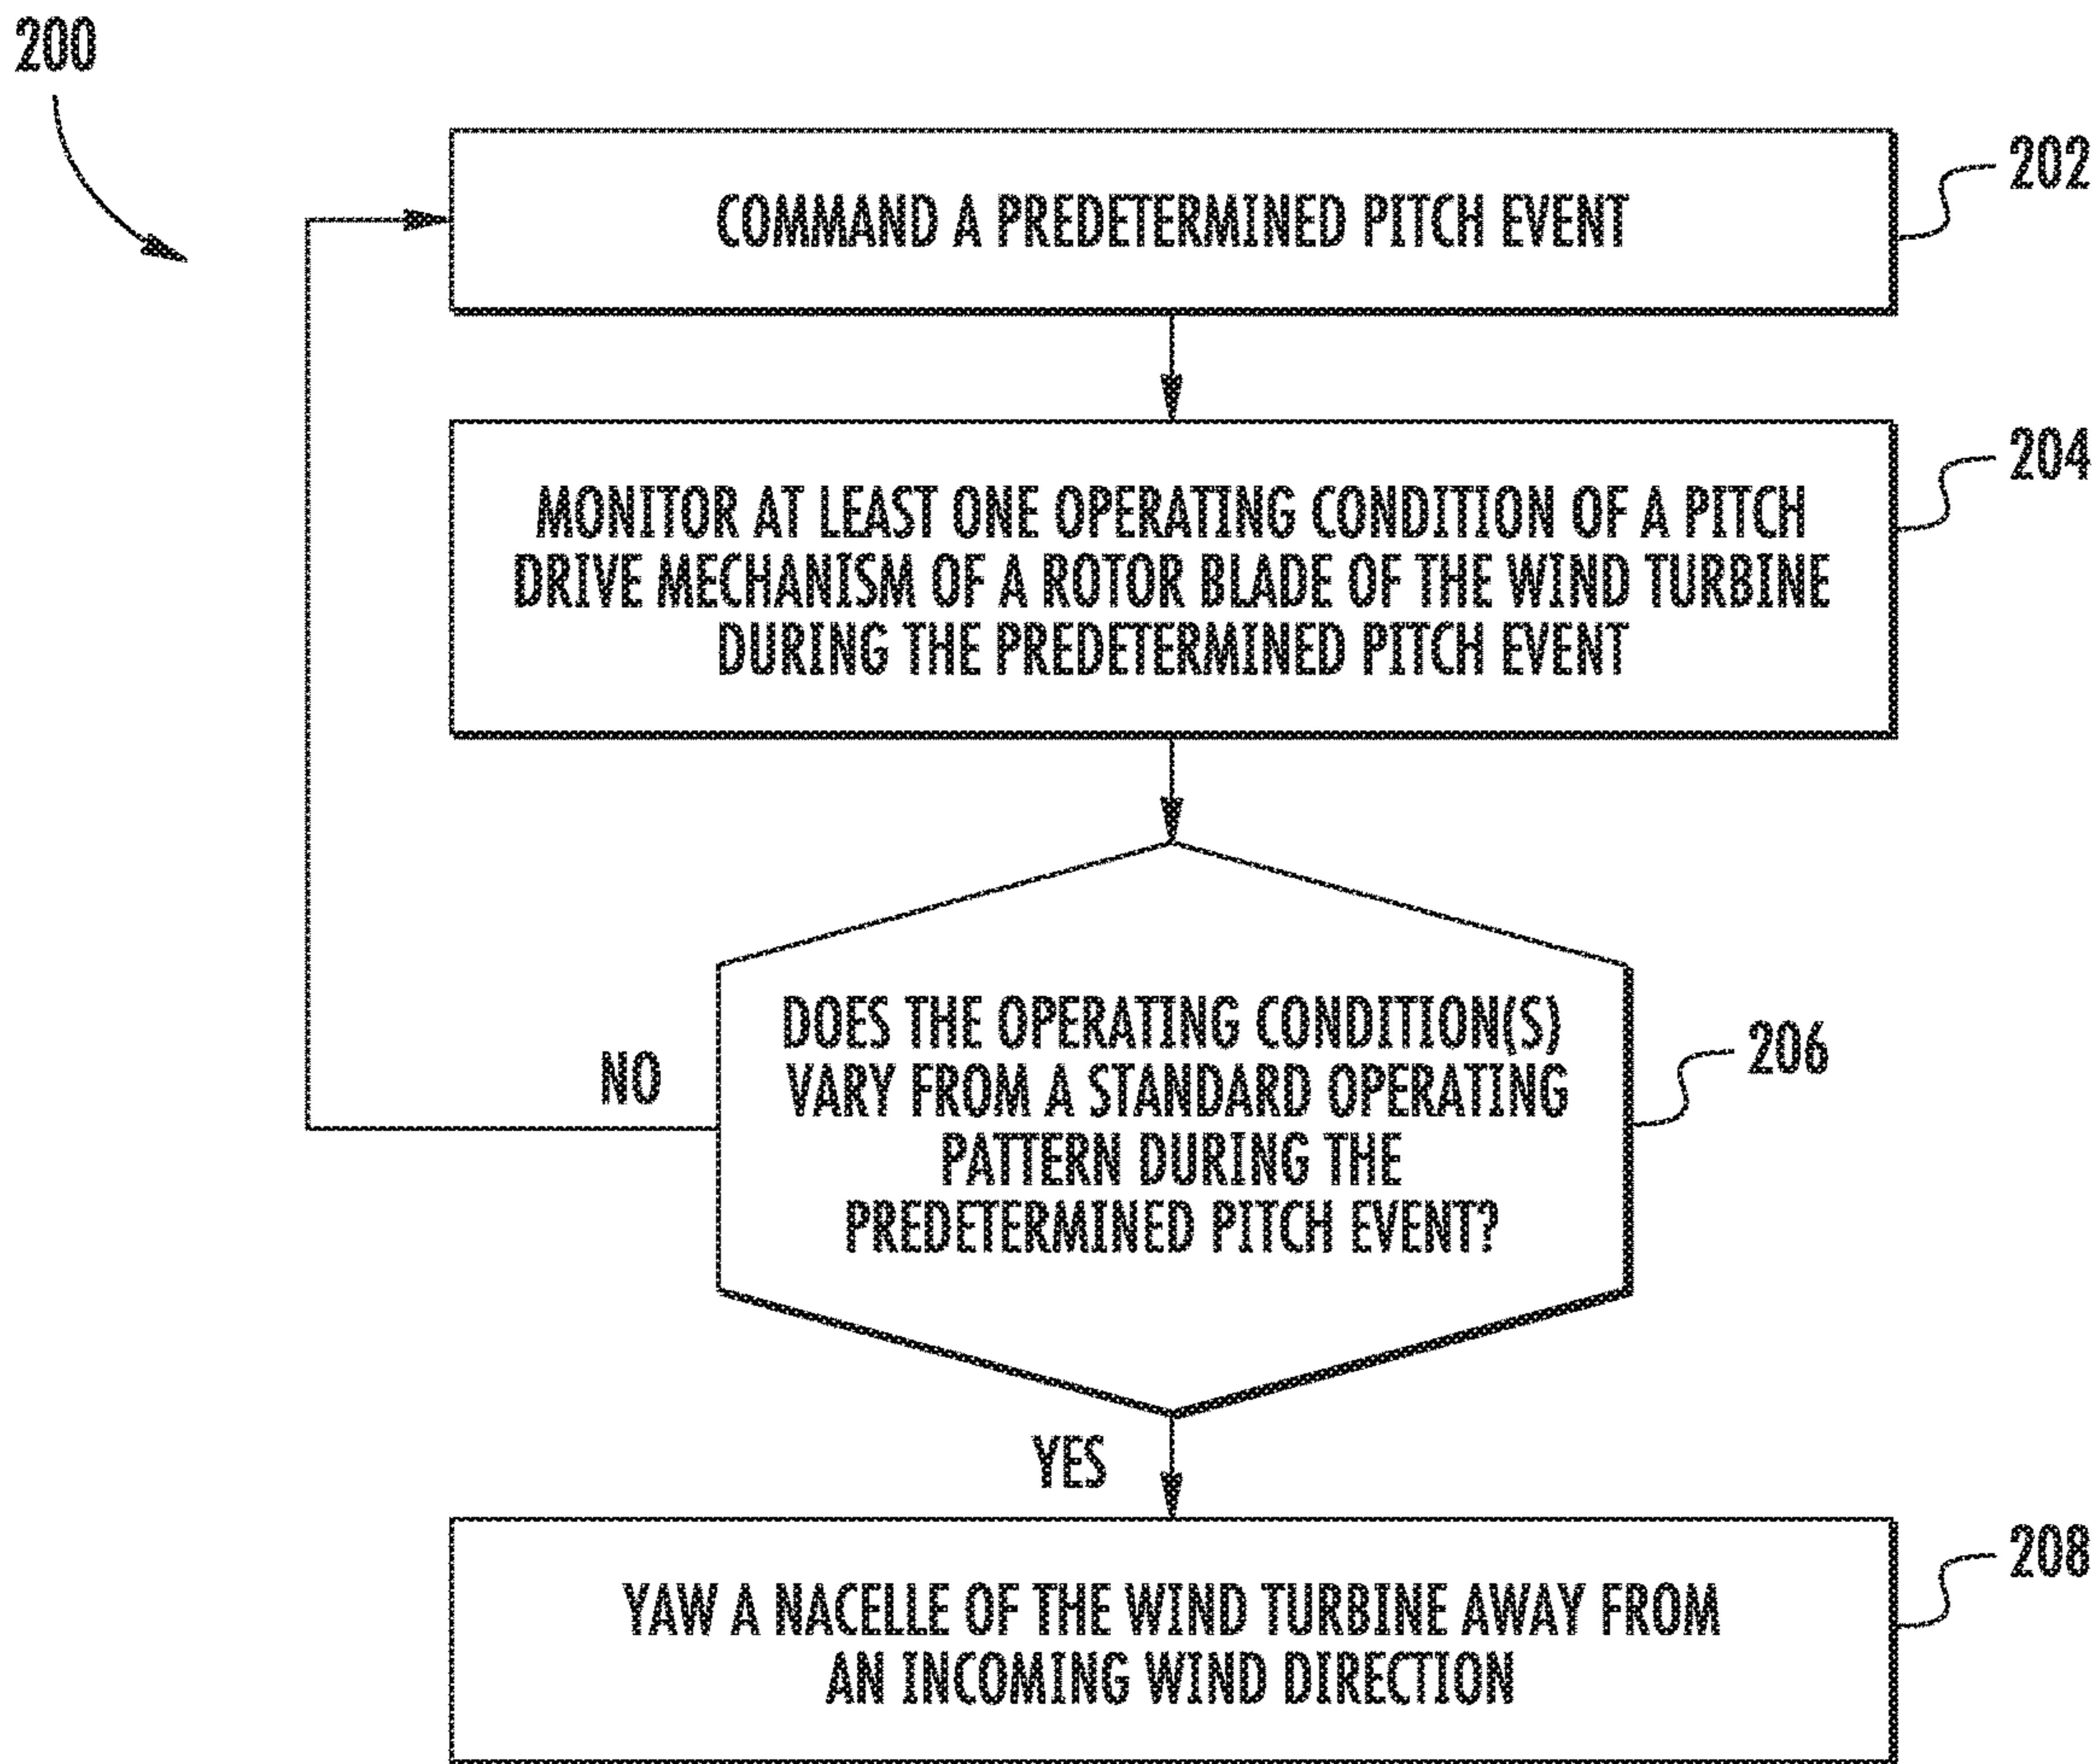 200
COMMAND A PREDETERMINED PITCH EVENT
202
MONITOR AT LEAST ONE OPERATING CONDITION OF A PITCH
DRIVE MECHANISM OF A ROTOR BLADE OF THE WIND TURBINE
DURING THE PREDETERMINED PITCH EVENT
204
DOES THE OPERATING CONDITION(S)
VARY FROM A STANDARD OPERATING
PATTERN DURING THE
PREDETERMINED PITCH EVENT?
206
NO
YES
YAW A NACELLE OF THE WIND TURBINE AWAY FROM
AN INCOMING WIND DIRECTION
208